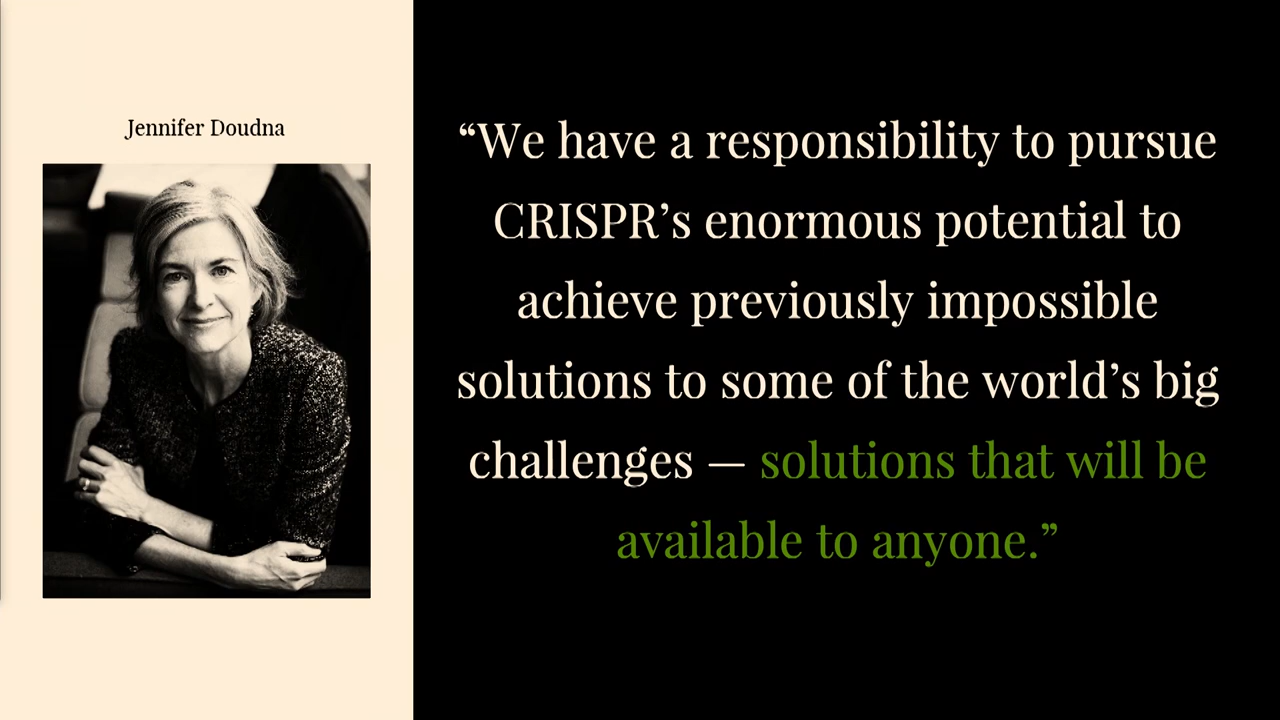 Jennifer Doudna
“We have a responsibility to pursue
CRISPR’s enormous potential to
achieve previously impossible
solutions to some of the world’s big
challenges — solutions that will be
available to anyone.”